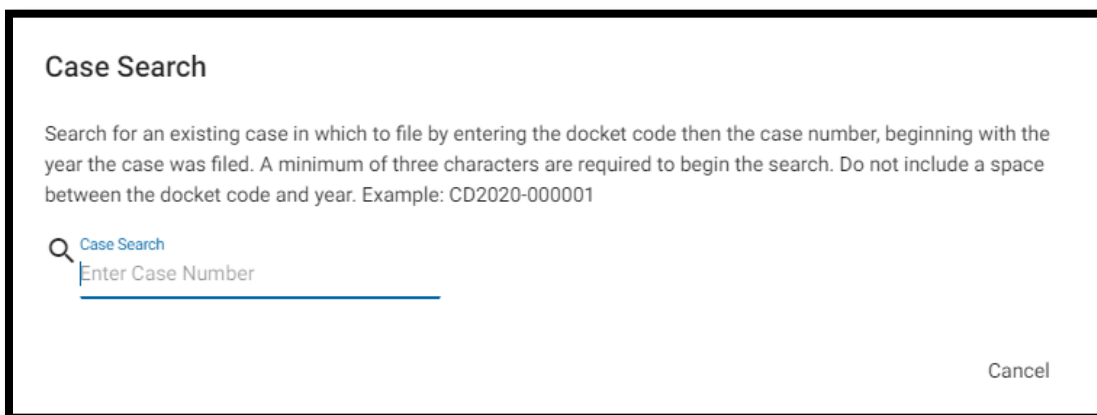 Case Search
Search for an existing case in which to file by entering the docket code then the case number, beginning with the
year the case was filed. A minimum of three characters are required to begin the search. Do not include a space
between the docket code and year. Example: CD2020-000001
Case Search
Enter Case Number
Cancel